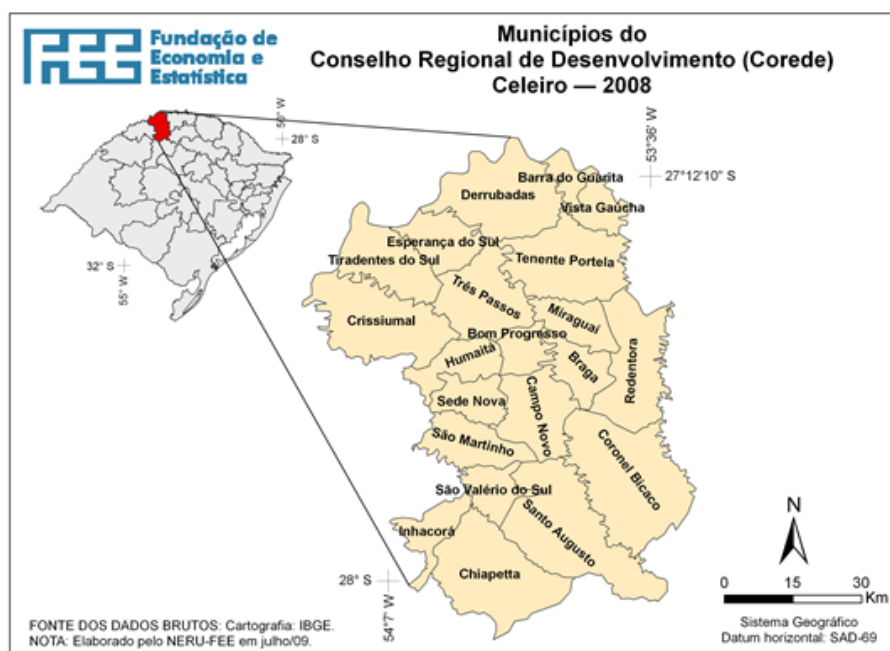 FEE
Fundação de
Economia e
Estatística
Municípios do
Conselho Regional de Desenvolvimento (Corede)
Celeiro — 2008
50° W
28° S
53°36' W
27°12'10" S
Barra do Guarita
Derrubadas
Vista Gaúcha
Esperança do Sul
Tiradentes do Sul
Tenente Portela
32° S
55° W
Três Passos
Crissiumal
Miraguai
Bom Progresso
Humaitá
Braga
Redentora
Sede Nova
Campo Novo
São Martinho
Coronel Bicaco
São Valério do Sul
Santo Augusto
Inhacorá
Chiapetta
28° S
54°7' W
N
0 15 30
Km
Sistema Geográfico
Datum horizontal: SAD-69
FONTE DOS DADOS BRUTOS: Cartografia: IBGE.
NOTA: Elaborado pelo NERU-FEE em julho/09.